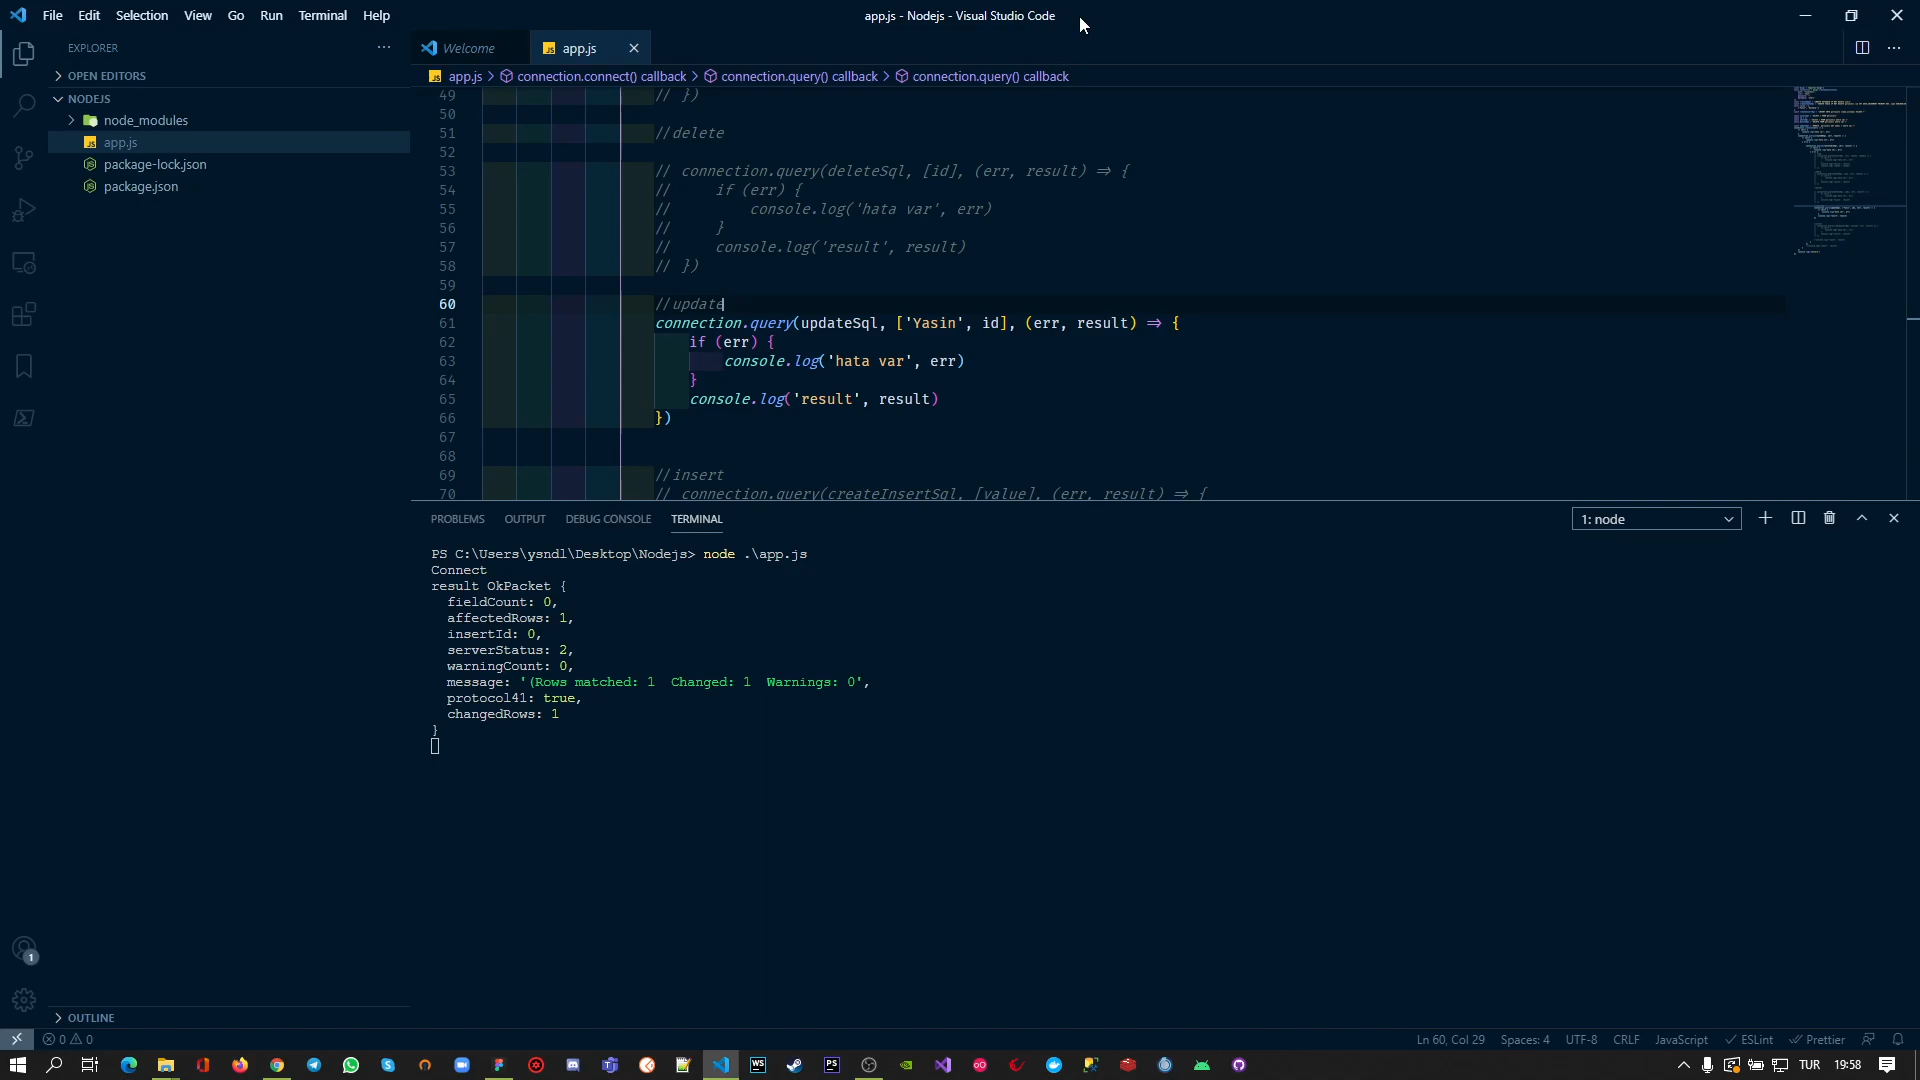 File Edit Selection View Go Run Terminal Help
app.js - Nodejs - Visual Studio Code
EXPLORER
OPEN EDITORS
NODEJS
node_modules
app.js
package-lock.json
package.json
OUTLINE
Welcome
app.js
app.js > connection.connect() callback > connection.query() callback > connection.query() callback
49 // })
50
51 //delete
52
53 // connection.query(deleteSql, [id], (err, result) => {
54 // if (err) {
55 // console.log('hata var', err)
56 // }
57 // console.log('result', result)
58 // })
59
60 //update
61 connection.query(updateSql, ['Yasin', id], (err, result) => {
62 if (err) {
63 console.log('hata var', err)
64 }
65 console.log('result', result)
66 })
67
68
69 //insert
70 // connection.query(createInsertSql, [value], (err, result) => {
PROBLEMS OUTPUT DEBUG CONSOLE TERMINAL
1: node
PS C:\Users\ysndl\Desktop\Nodejs> node .\app.js
Connect
result OkPacket {
fieldCount: 0,
affectedRows: 1,
insertId: 0,
serverStatus: 2,
warningCount: 0,
message: '(Rows matched: 1  Changed: 1  Warnings: 0',
protocol41: true,
changedRows: 1
}
1
0 0
Ln 60, Col 29 Spaces: 4 UTF-8 CRLF JavaScript ESLint Prettier
WS
PS
TUR 19:58